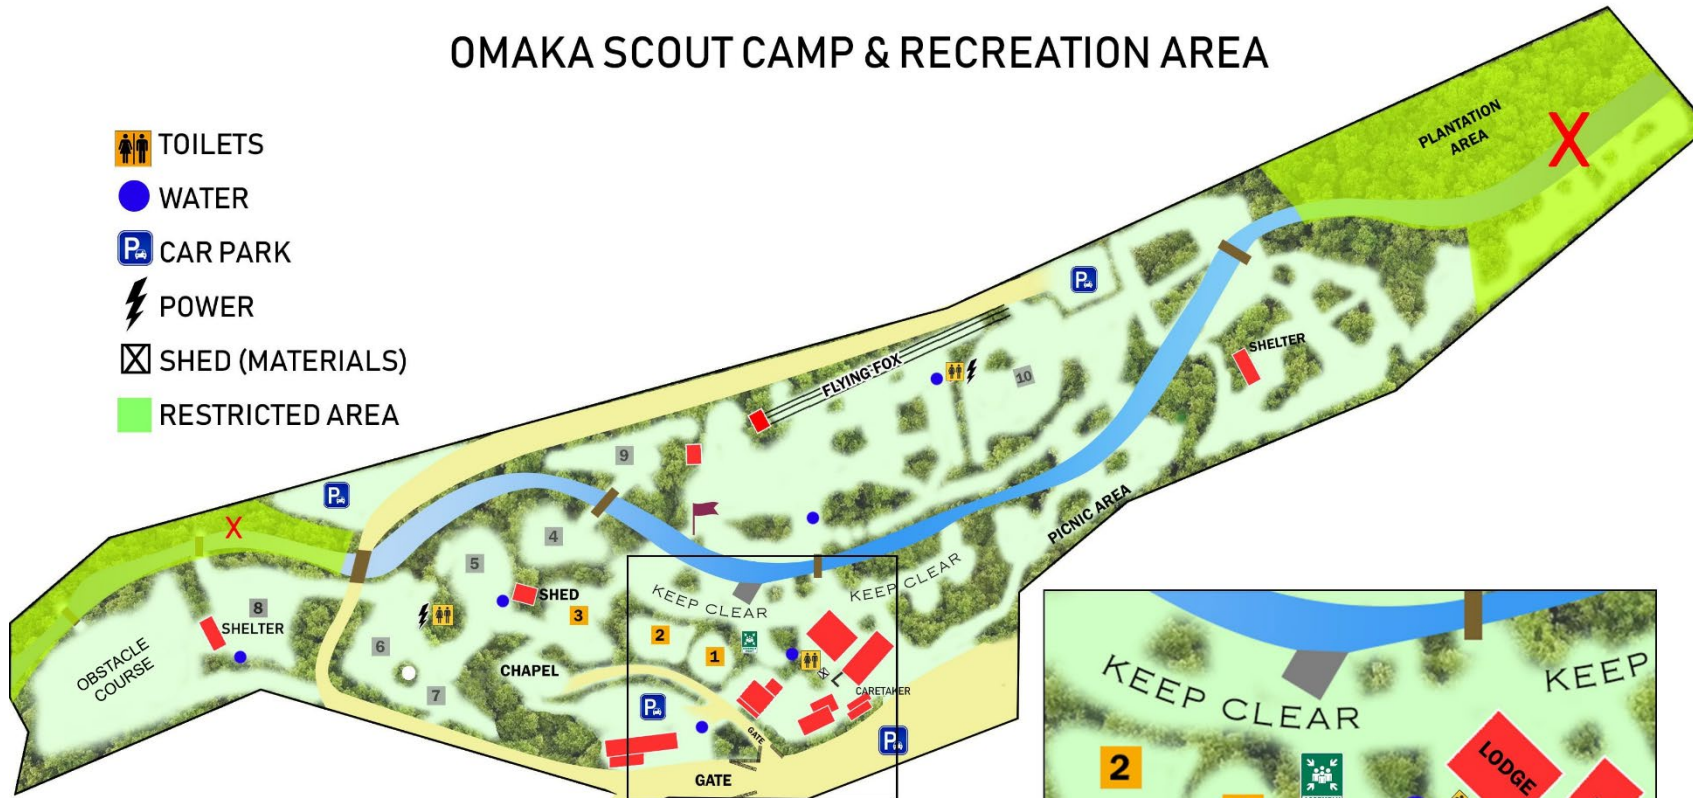 OMAKA SCOUT CAMP & RECREATION AREA
TOILETS
WATER
CAR PARK
POWER
SHED (MATERIALS)
RESTRICTED AREA
PLANTATION
AREA
X
SHELTER
FLYING FOX
10
9
PICNIC AREA
4
5
KEEP CLEAR
KEEP CLEAR
SHED
3
8
SHELTER
2
1
6
7
OBSTACLE
COURSE
X
CHAPEL
CARETAKER
GATE
GATE
KEEP CLEAR
KEEP
2
LODGE
P
P
P
P
P